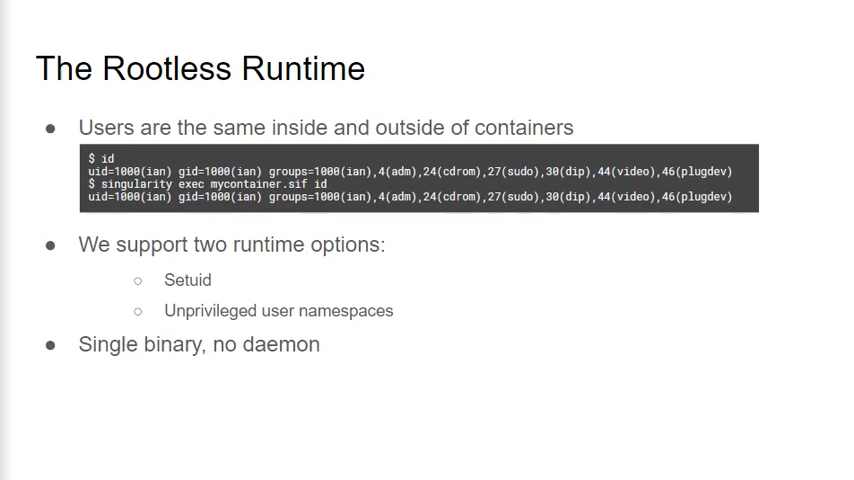 The Rootless Runtime
● Users are the same inside and outside of containers
$ id
uid=1000(ian) gid=1000(ian) groups=1000(ian),4(adm),24(cdrom),27(sudo),30(dip),44(video),46(plugdev)
$ singularity exec mycontainer.sif id
uid=1000(ian) gid=1000(ian) groups=1000(ian),4(adm),24(cdrom),27(sudo),30(dip),44(video),46(plugdev)
● We support two runtime options:
○ Setuid
○ Unprivileged user namespaces
● Single binary, no daemon